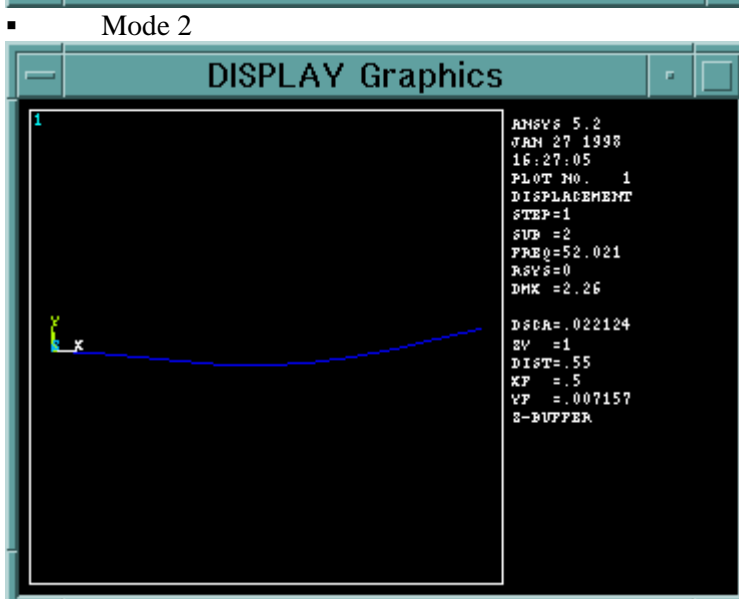 ▪ Mode 2
DISPLAY Graphics
1
ANSYS 5.2
JAN 27 1998
16:27:05
PLOT NO. 1
DISPLACEMENT
STEP=1
SUB =2
FREQ=52.021
RSYS=0
DMX =2.26
DSCA=.022124
ZV =1
DIST=.55
XF =.5
YF =.007157
Z-BUFFER
Y
Z X